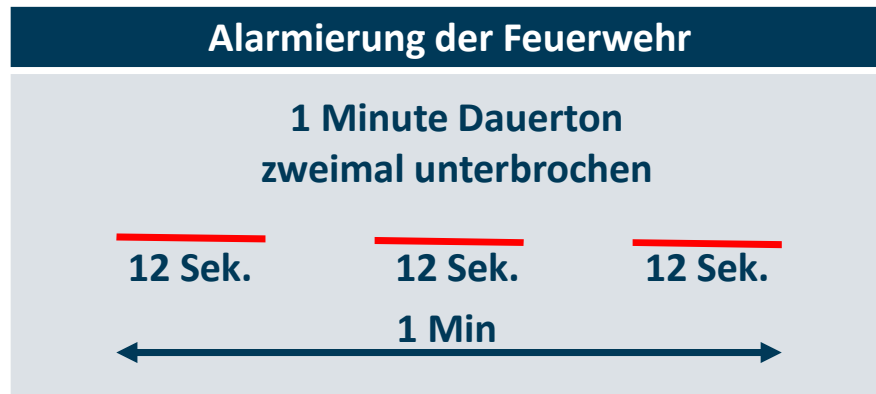 Alarmierung der Feuerwehr
1 Minute Dauerton
zweimal unterbrochen
12 Sek. 12 Sek. 12 Sek.
1 Min